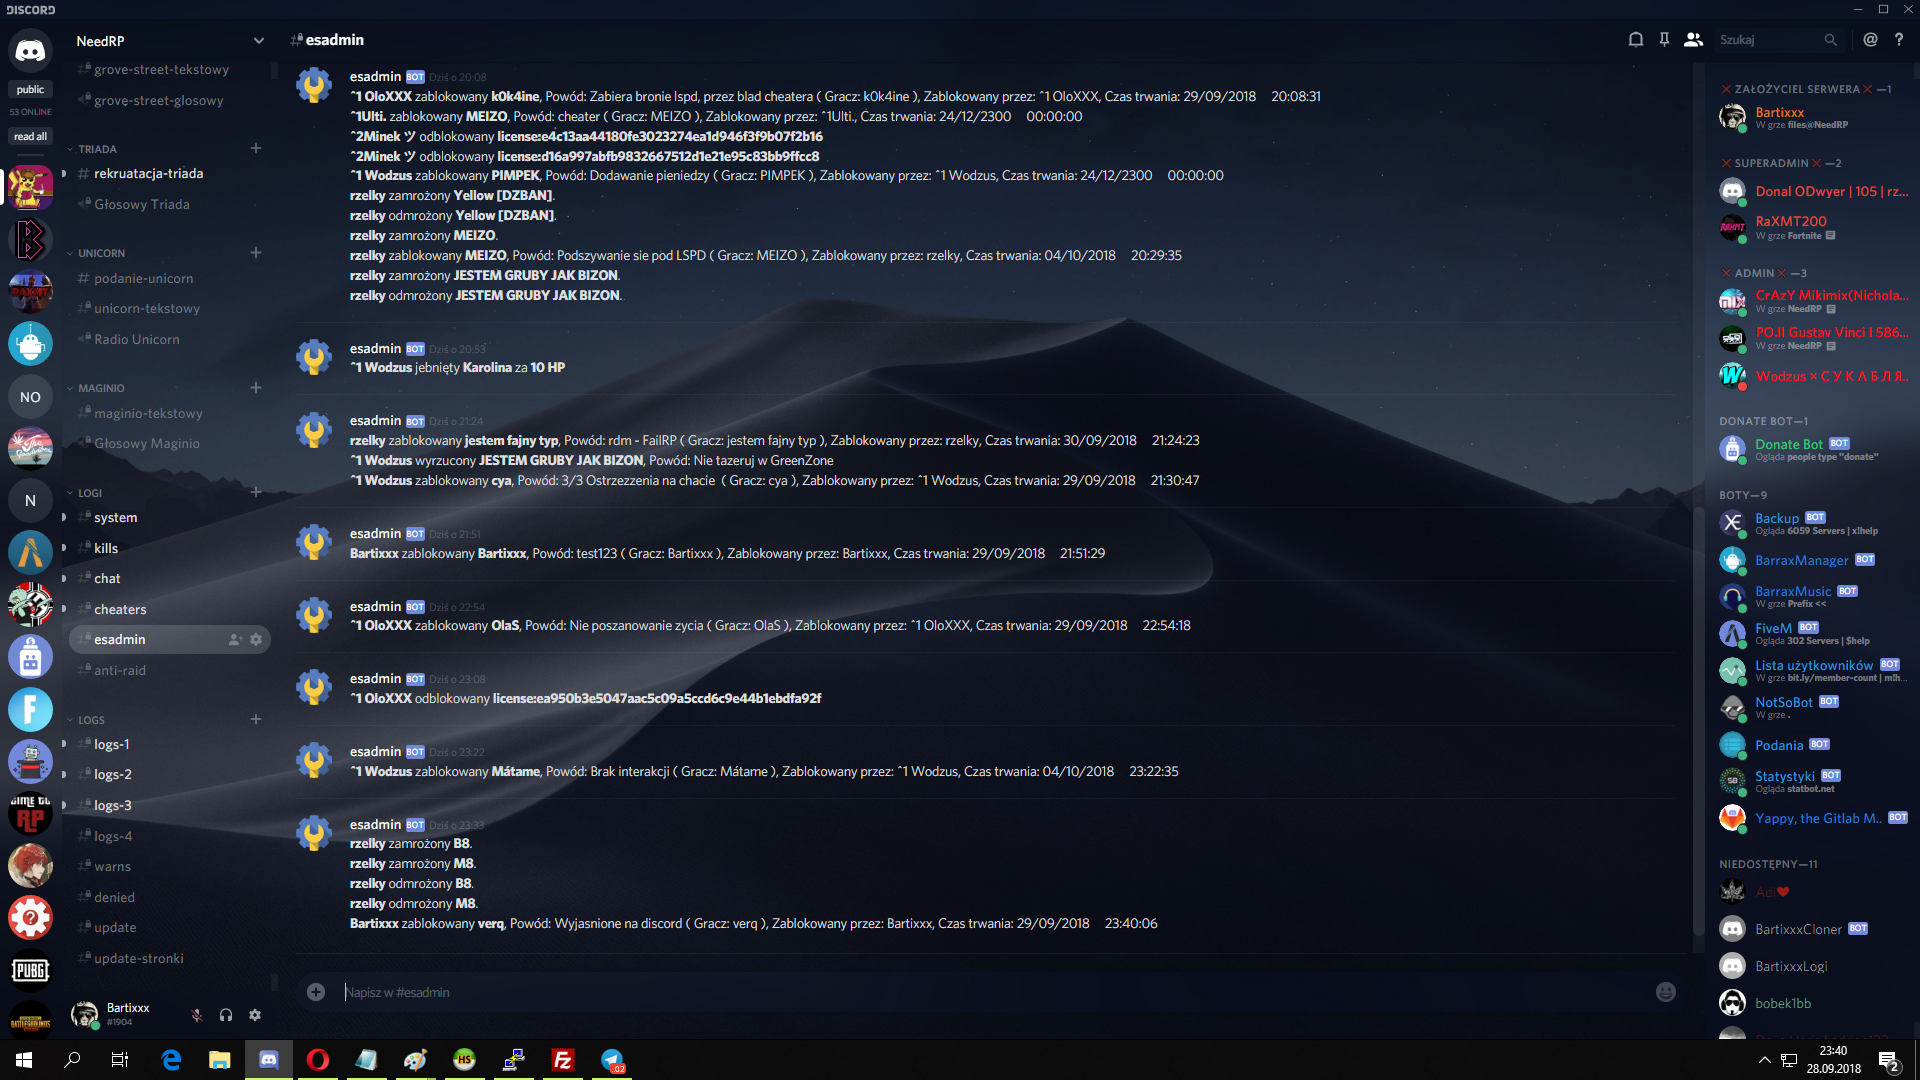 DISCORD
public
53 ONLINE
read all
NO
N
GIME TO
RP
PUBG
BATTLEGROUNDS
NeedRP
grove-street-tekstowy
grove-street-glosowy
TRIADA
rekruatacja-triada
Głosowy Triada
UNICORN
podanie-unicorn
unicorn-tekstowy
Radio Unicorn
MAGINIO
maginio-tekstowy
Głosowy Maginio
LOGI
system
kills
chat
cheaters
esadmin
anti-raid
LOGS
logs-1
logs-2
logs-3
logs-4
warns
denied
update
update-stronki
Bartixxx
#1904
esadmin
Szukaj
esadmin BOT Dziś o 20:08
^1 OloXXX zablokowany k0k4ine, Powód: Zabiera bronie lspd, przez blad cheatera ( Gracz: k0k4ine ), Zablokowany przez: ^1 OloXXX, Czas trwania: 29/09/2018 20:08:31
^1Ulti. zablokowany MEIZO, Powód: cheater ( Gracz: MEIZO ), Zablokowany przez: ^1Ulti., Czas trwania: 24/12/2300 00:00:00
^2Minek ツ odblokowany license:e4c13aa44180fe3023274ea1d946f3f9b07f2b16
^2Minek ツ odblokowany license:d16a997abfb9832667512d1e21e95c83bb9ffcc8
^1 Wodzus zablokowany PIMPEK, Powód: Dodawanie pieniedzy ( Gracz: PIMPEK ), Zablokowany przez: ^1 Wodzus, Czas trwania: 24/12/2300 00:00:00
rzelky zamrożony Yellow [DZBAN].
rzelky odmrożony Yellow [DZBAN].
rzelky zamrożony MEIZO.
rzelky zablokowany MEIZO, Powód: Podszywanie sie pod LSPD ( Gracz: MEIZO ), Zablokowany przez: rzelky, Czas trwania: 04/10/2018 20:29:35
rzelky zamrożony JESTEM GRUBY JAK BIZON.
rzelky odmrożony JESTEM GRUBY JAK BIZON.
esadmin BOT Dziś o 20:53
^1 Wodzus jebnięty Karolina za 10 HP
esadmin BOT Dziś o 21:24
rzelky zablokowany jestem fajny typ, Powód: rdm - FailRP ( Gracz: jestem fajny typ ), Zablokowany przez: rzelky, Czas trwania: 30/09/2018 21:24:23
^1 Wodzus wyrzucony JESTEM GRUBY JAK BIZON, Powód: Nie tazeruj w GreenZone
^1 Wodzus zablokowany cya, Powód: 3/3 Ostrzezzenia na chacie ( Gracz: cya ), Zablokowany przez: ^1 Wodzus, Czas trwania: 29/09/2018 21:30:47
esadmin BOT Dziś o 21:51
Bartixxx zablokowany Bartixxx, Powód: test123 ( Gracz: Bartixxx ), Zablokowany przez: Bartixxx, Czas trwania: 29/09/2018 21:51:29
esadmin BOT Dziś o 22:54
^1 OloXXX zablokowany OlaS, Powód: Nie poszanowanie zycia ( Gracz: OlaS ), Zablokowany przez: ^1 OloXXX, Czas trwania: 29/09/2018 22:54:18
esadmin BOT Dziś o 23:08
^1 OloXXX odblokowany license:ea950b3e5047aac5c09a5ccd6c9e44b1ebdfa92f
esadmin BOT Dziś o 23:22
^1 Wodzus zablokowany Mátame, Powód: Brak interakcji ( Gracz: Mátame ), Zablokowany przez: ^1 Wodzus, Czas trwania: 04/10/2018 23:22:35
esadmin BOT Dziś o 23:33
rzelky zamrożony B8.
rzelky zamrożony M8.
rzelky odmrożony B8.
rzelky odmrożony M8.
Bartixxx zablokowany verq, Powód: Wyjasnione na discord ( Gracz: verq ), Zablokowany przez: Bartixxx, Czas trwania: 29/09/2018 23:40:06
Napisz w #esadmin
ZAŁOŻYCIEL SERWERA—1
Bartixxx
W grze files@NeedRP
SUPERADMIN—2
Donal ODwyer | 105 | rz...
RaXMT200
W grze Fortnite
ADMIN—3
CrAzY Mikimix(Nichola...
W grze NeedRP
PO.II Gustav Vinci I 586...
W grze NeedRP
Wodzus × С У К Λ Б Л Я..
DONATE BOT—1
Donate Bot BOT
Ogląda people type "donate"
BOTY—9
Backup BOT
Ogląda 6059 Servers | x!help
BarraxManager BOT
BarraxMusic BOT
W grze Prefix <<
FiveM BOT
Ogląda 302 Servers | $help
Lista użytkowników BOT
W grze bit.ly/member-count | m!h...
NotSoBot BOT
W grze .
Podania BOT
Statystyki BOT
Ogląda statbot.net
Yappy, the Gitlab M.. BOT
NIEDOSTĘPNY—11
Adi❤
BartixxxCloner BOT
BartixxxLogi
bobek1bb
23:40
28.09.2018
2